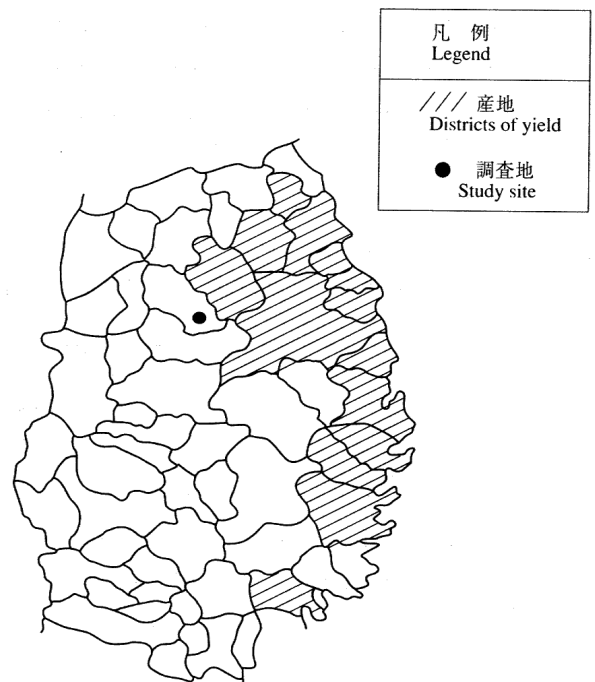 凡 例
Legend
産地
Districts of yield
調査地
Study site